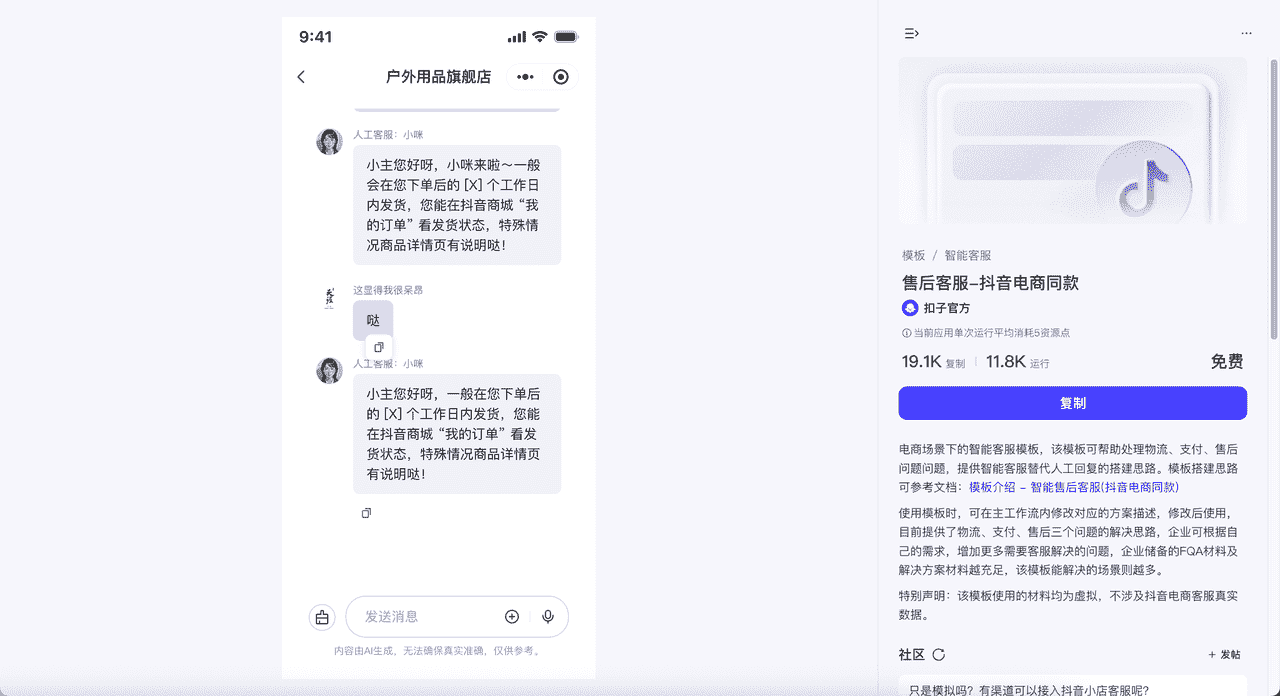 9:41
户外用品旗舰店
人工客服：小咪
小主您好呀，小咪来啦～一般
会在您下单后的 [X] 个工作日
内发货，您能在抖音商城“我
的订单”看发货状态，特殊情
况商品详情页有说明哒！
这显得我很呆昂
哒
人工客服：小咪
小主您好呀，一般在您下单后
的 [X] 个工作日内发货，您能
在抖音商城“我的订单”看发
货状态，特殊情况商品详情页
有说明哒！
发送消息
内容由AI生成，无法确保真实准确，仅供参考。
模板 / 智能客服
售后客服–抖音电商同款
扣子官方
当前应用单次运行平均消耗5资源点
19.1K 复制 11.8K 运行 免费
复制
电商场景下的智能客服模板，该模板可帮助处理物流、支付、售后
问题问题，提供智能客服替代人工回复的搭建思路。模板搭建思路
可参考文档：模板介绍 – 智能售后客服(抖音电商同款)
使用模板时，可在主工作流内修改对应的方案描述，修改后使用，
目前提供了物流、支付、售后三个问题的解决思路，企业可根据自
己的需求，增加更多需要客服解决的问题，企业储备的FQA材料及
解决方案材料越充足，该模板能解决的场景则越多。
特别声明：该模板使用的材料均为虚拟，不涉及抖音电商客服真实
数据。
社区 + 发帖
只是模拟吗？有渠道可以接入抖音小店客服呢？